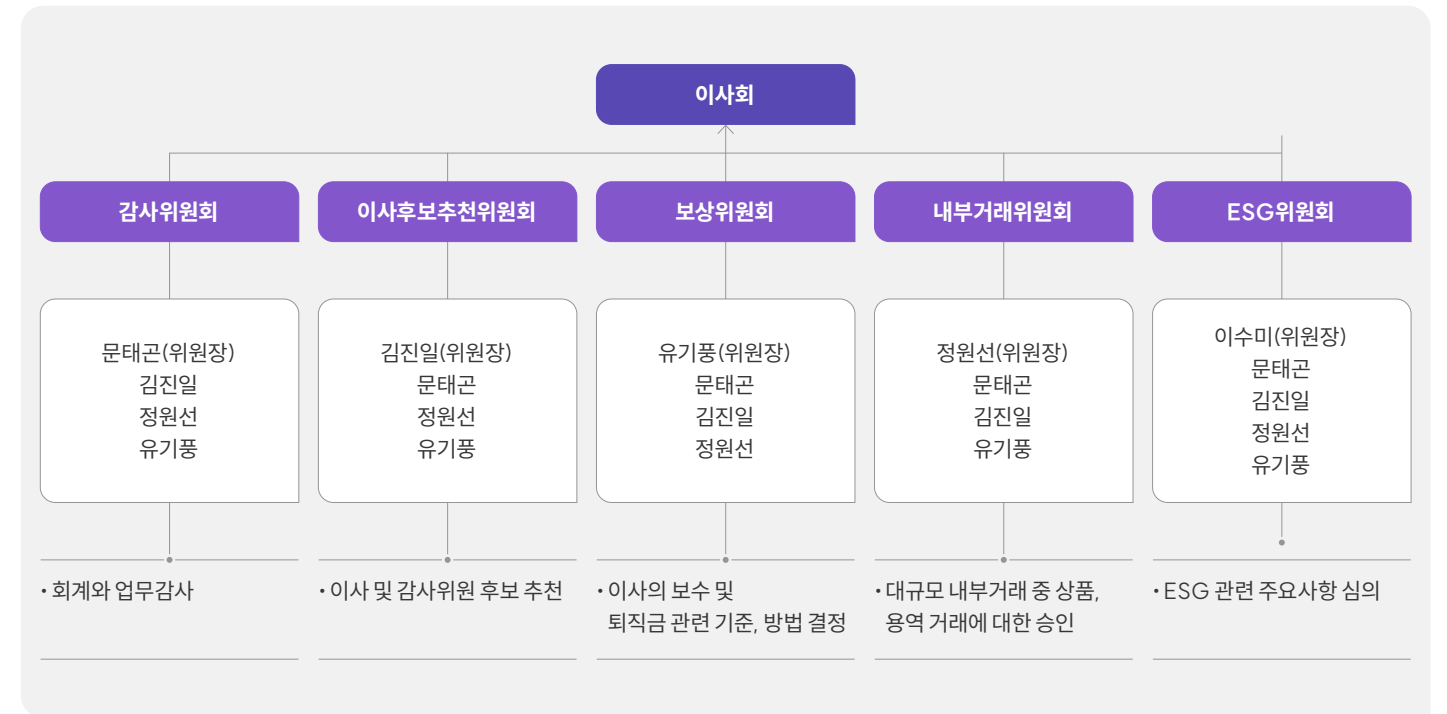 이사회
감사위원회
이사후보추천위원회
보상위원회
내부거래위원회
ESG위원회
문태곤(위원장)
김진일
정원선
유기풍
김진일(위원장)
문태곤
정원선
유기풍
유기풍(위원장)
문태곤
김진일
정원선
정원선(위원장)
문태곤
김진일
유기풍
이수미(위원장)
문태곤
김진일
정원선
유기풍
• 회계와 업무감사
• 이사 및 감사위원 후보 추천
• 이사의 보수 및
퇴직금 관련 기준, 방법 결정
• 대규모 내부거래 중 상품,
용역 거래에 대한 승인
• ESG 관련 주요사항 심의